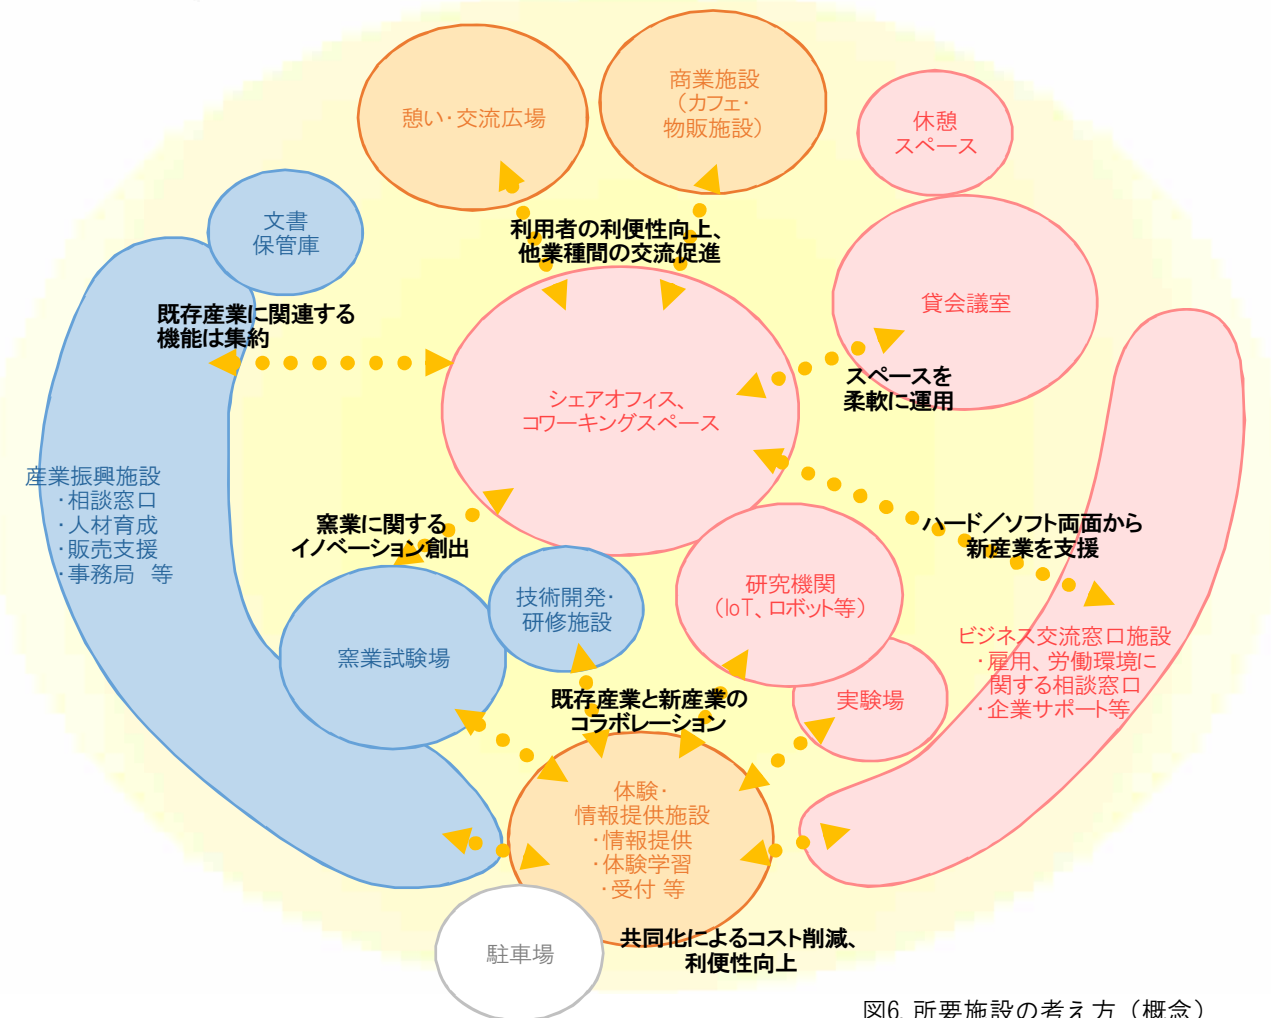 憩い・交流広場
商業施設
（カフェ・
物販施設）
休憩
スペース
文書
保管庫
利用者の利便性向上、
他業種間の交流促進
既存産業に関連する
機能は集約
貸会議室
スペースを
柔軟に運用
シェアオフィス、
コワーキングスペース
産業振興施設
・相談窓口
・人材育成
・販売支援
・事務局 等
窯業に関する
イノベーション創出
ハード／ソフト両面から
新産業を支援
技術開発・
研修施設
研究機関
（IoT、ロボット等）
窯業試験場
ビジネス交流窓口施設
・雇用、労働環境に
関する相談窓口
・企業サポート等
既存産業と新産業の
コラボレーション
実験場
体験・
情報提供施設
・情報提供
・体験学習
・受付 等
駐車場
共同化によるコスト削減、
利便性向上
図6 所要施設の考え方（概念）